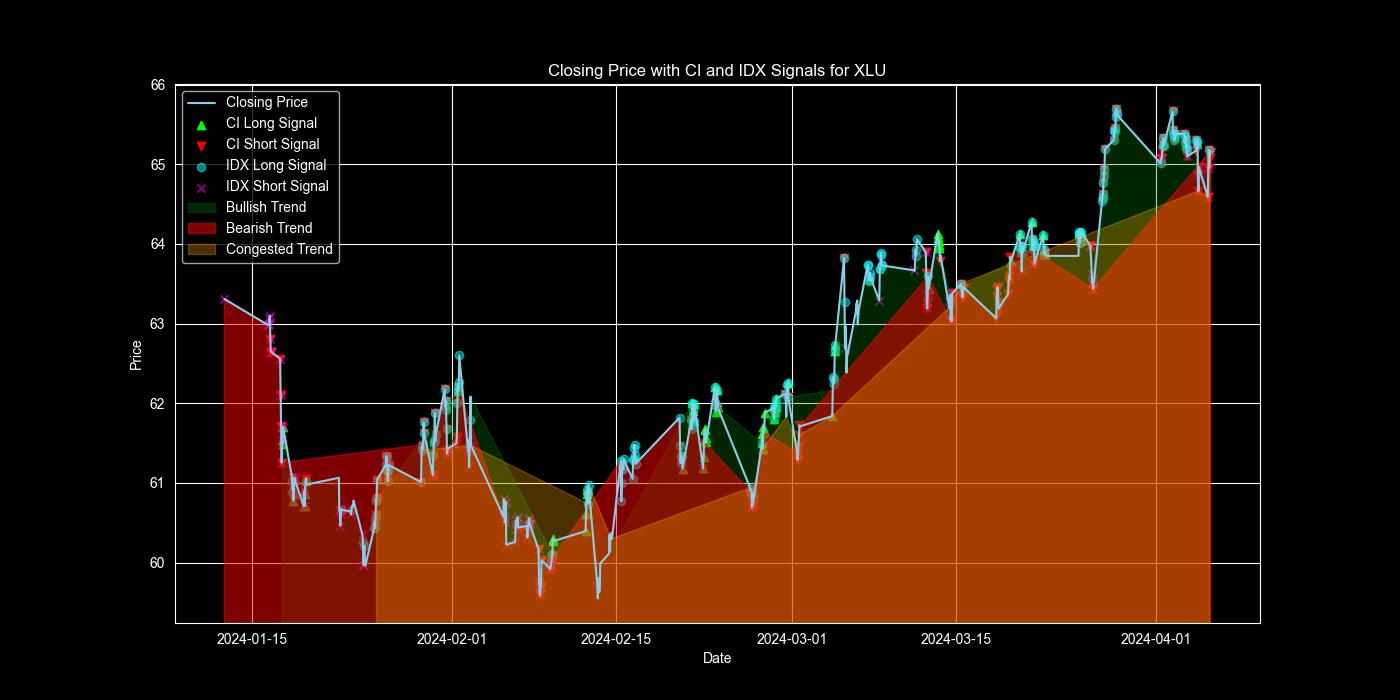 Closing Price with CI and IDX Signals for XLU
66
65
64
63
62
61
60
Price
Closing Price
CI Long Signal
CI Short Signal
IDX Long Signal
IDX Short Signal
Bullish Trend
Bearish Trend
Congested Trend
2024-01-15
2024-02-01
2024-02-15
2024-03-01
2024-03-15
2024-04-01
Date